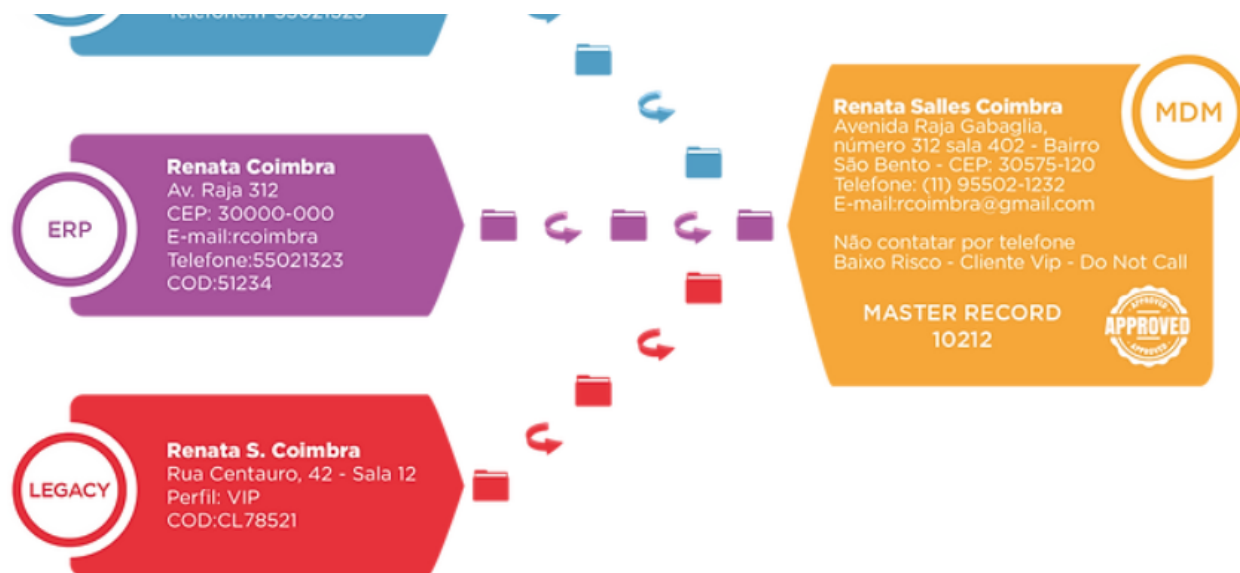 ERP
Renata Coimbra
Av. Raja 312
CEP: 30000-000
E-mail:rcoimbra
Telefone:55021323
COD:51234
LEGACY
Renata S. Coimbra
Rua Centauro, 42 - Sala 12
Perfil: VIP
COD:CL78521
MDM
Renata Salles Coimbra
Avenida Raja Gabaglia,
número 312 sala 402 - Bairro
São Bento - CEP: 30575-120
Telefone: (11) 95502-1232
E-mail:rcoimbra@gmail.com
Não contatar por telefone
Baixo Risco - Cliente Vip - Do Not Call
MASTER RECORD
10212
APPROVED
APPROVED
APPROVED